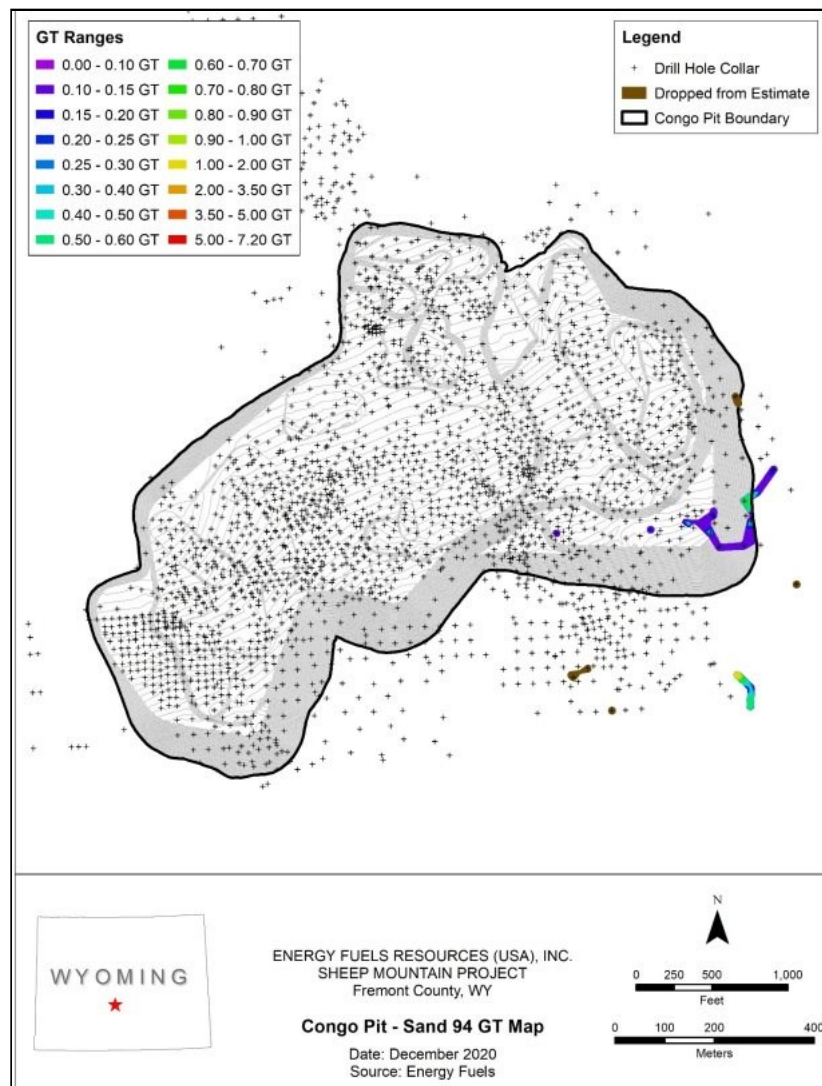 GT Ranges
0.00 - 0.10 GT
0.10 - 0.15 GT
0.15 - 0.20 GT
0.20 - 0.25 GT
0.25 - 0.30 GT
0.30 - 0.40 GT
0.40 - 0.50 GT
0.50 - 0.60 GT
0.60 - 0.70 GT
0.70 - 0.80 GT
0.80 - 0.90 GT
0.90 - 1.00 GT
1.00 - 2.00 GT
2.00 - 3.50 GT
3.50 - 5.00 GT
5.00 - 7.20 GT
Legend
Drill Hole Collar
Dropped from Estimate
Congo Pit Boundary
WYOMING
ENERGY FUELS RESOURCES (USA), INC.
SHEEP MOUNTAIN PROJECT
Fremont County, WY
Congo Pit - Sand 94 GT Map
Date: December 2020
Source: Energy Fuels
N
0 250 500 1,000
Feet
0 100 200 400
Meters